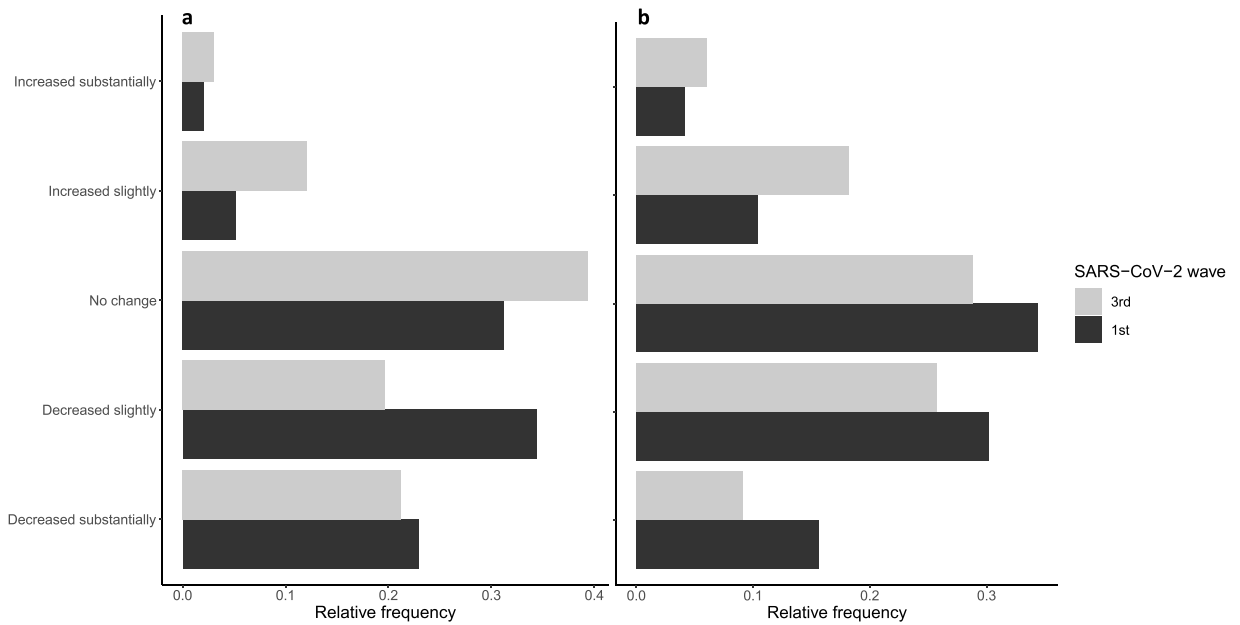 a
b
Increased substantially
Increased slightly
No change
Decreased slightly
Decreased substantially
0.0 0.1 0.2 0.3 0.4
Relative frequency
0.0 0.1 0.2 0.3
Relative frequency
SARS−CoV−2 wave
3rd
1st